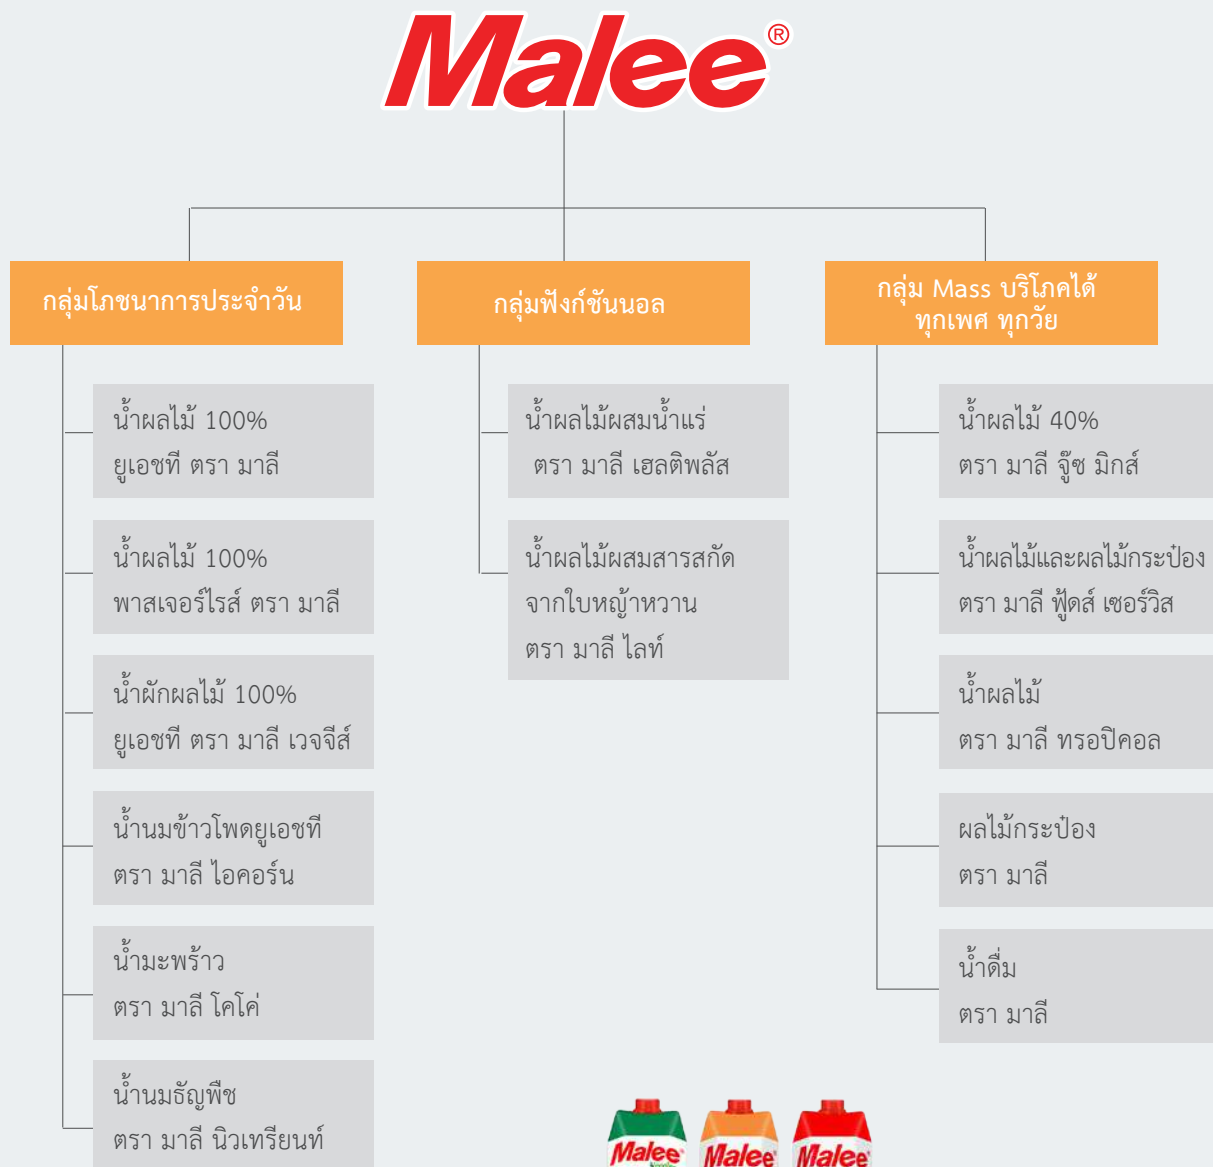 Malee®
กลุ่มโภชนาการประจำวัน
น้ำผลไม้ 100%
ยูเอชที ตรา มาลี
น้ำผลไม้ 100%
พาสเจอร์ไรส์ ตรา มาลี
น้ำผักผลไม้ 100%
ยูเอชที ตรา มาลี เวจจีส์
น้ำนมข้าวโพดยูเอชที
ตรา มาลี ไอคอร์น
น้ำมะพร้าว
ตรา มาลี โคโค่
น้ำนมธัญพืช
ตรา มาลี นิวเทรียนท์
กลุ่มฟังก์ชันนอล
น้ำผลไม้ผสมน้ำแร่
ตรา มาลี เฮลติพลัส
น้ำผลไม้ผสมสารสกัด
จากใบหญ้าหวาน
ตรา มาลี ไลท์
กลุ่ม Mass บริโภคได้
ทุกเพศ ทุกวัย
น้ำผลไม้ 40%
ตรา มาลี จู๊ซ มิกส์
น้ำผลไม้และผลไม้กระป๋อง
ตรา มาลี ฟู้ดส์ เซอร์วิส
น้ำผลไม้
ตรา มาลี ทรอปิคอล
ผลไม้กระป๋อง
ตรา มาลี
น้ำดื่ม
ตรา มาลี
Malee
Malee
Malee